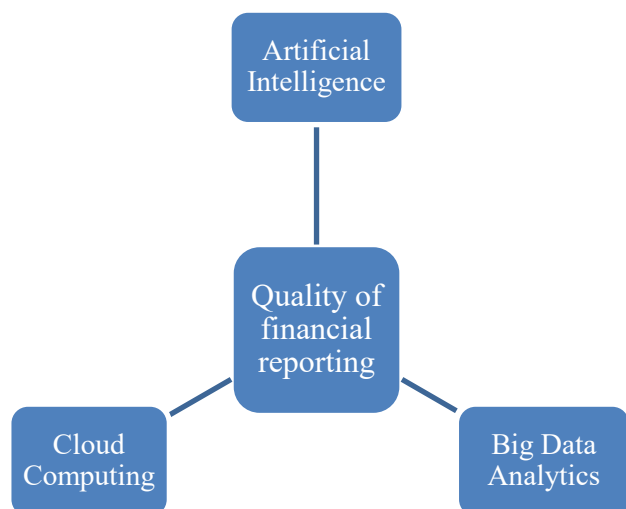 Artificial
Intelligence
Quality of
financial
reporting
Cloud
Computing
Big Data
Analytics